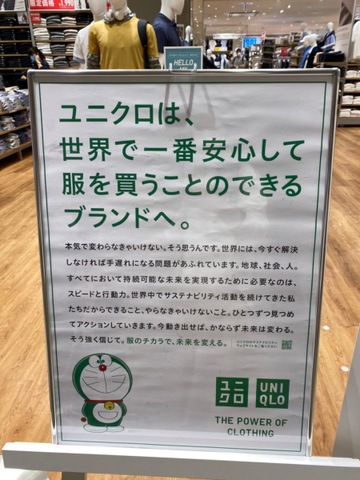 限定価格
1,990
HELLO
ユニクロは、
世界で一番安心して
服を買うことのできる
ブランドへ。
本気で変わらなきゃいけない。そう思うんです。世界には、今すぐ解決
しなければ手遅れになる問題があふれています。地球、社会、人。
すべてにおいて持続可能な未来を実現するために必要なのは、
スピードと行動力。世界中でサステナビリティ活動を続けてきた私
たちだからできること、やらなきゃいけないこと。ひとつずつ見つめ
てアクションしていきます。今動き出せば、かならず未来は変わる。
そう強く信じて。服のチカラで、未来を変える。
ユニクロ
UNI
QLO
THE POWER OF
CLOTHING